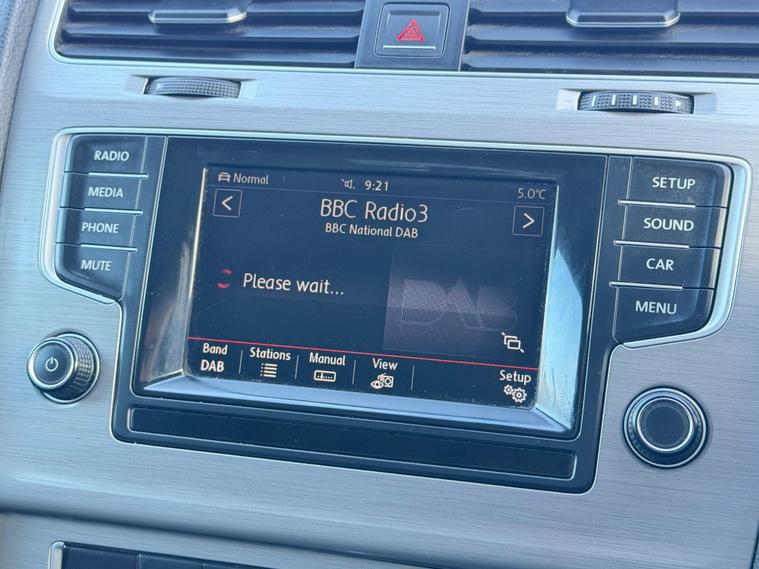 RADIO
MEDIA
PHONE
MUTE
Normal
9:21
5.0°C
BBC Radio3
BBC National DAB
Please wait...
DAB
Band
DAB
Stations
Manual
View
Setup
SETUP
SOUND
CAR
MENU